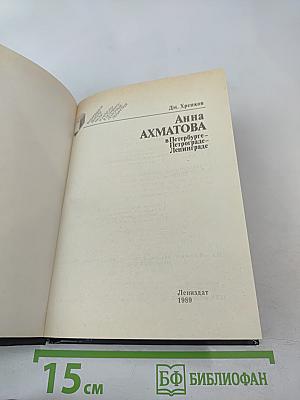 Дм. Хренков
Анна
АХМАТОВА
в Петербурге–
Петрограде–
Ленинграде
Лениздат
1989
15 см
БФ БИБЛИОФАН